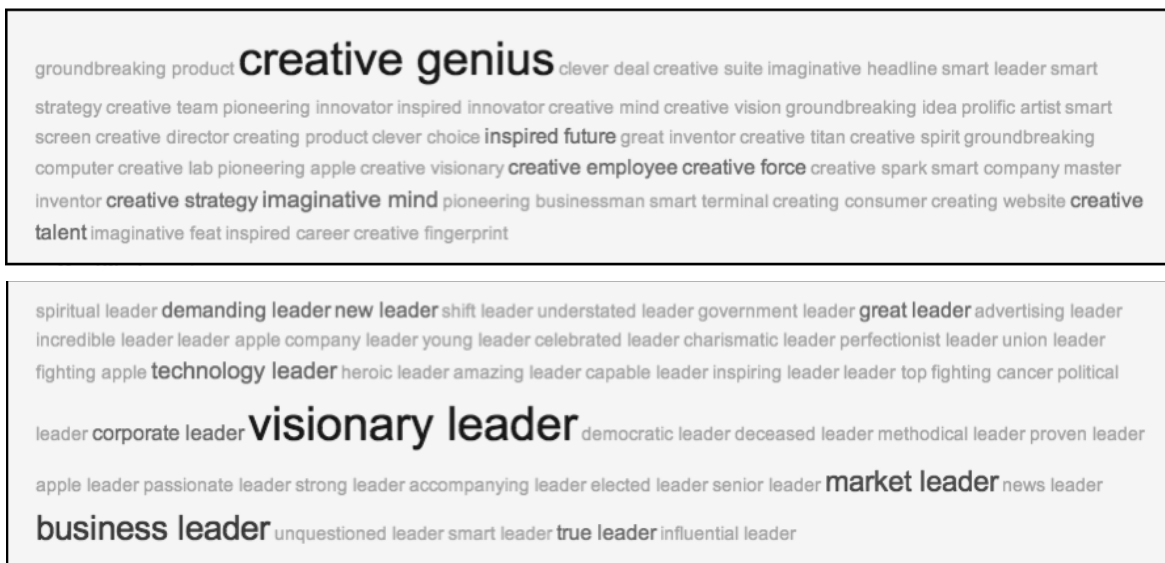 groundbreaking product creative genius clever deal creative suite imaginative headline smart leader smart
strategy creative team pioneering innovator inspired innovator creative mind creative vision groundbreaking idea prolific artist smart
screen creative director creating product clever choice inspired future great inventor creative titan creative spirit groundbreaking
computer creative lab pioneering apple creative visionary creative employee creative force creative spark smart company master
inventor creative strategy imaginative mind pioneering businessman smart terminal creating consumer creating website creative
talent imaginative feat inspired career creative fingerprint
spiritual leader demanding leader new leader shift leader understated leader government leader great leader advertising leader
incredible leader leader apple company leader young leader celebrated leader charismatic leader perfectionist leader union leader
fighting apple technology leader heroic leader amazing leader capable leader inspiring leader leader top fighting cancer political
leader corporate leader visionary leader democratic leader deceased leader methodical leader proven leader
apple leader passionate leader strong leader accompanying leader elected leader senior leader market leader news leader
business leader unquestioned leader smart leader true leader influential leader